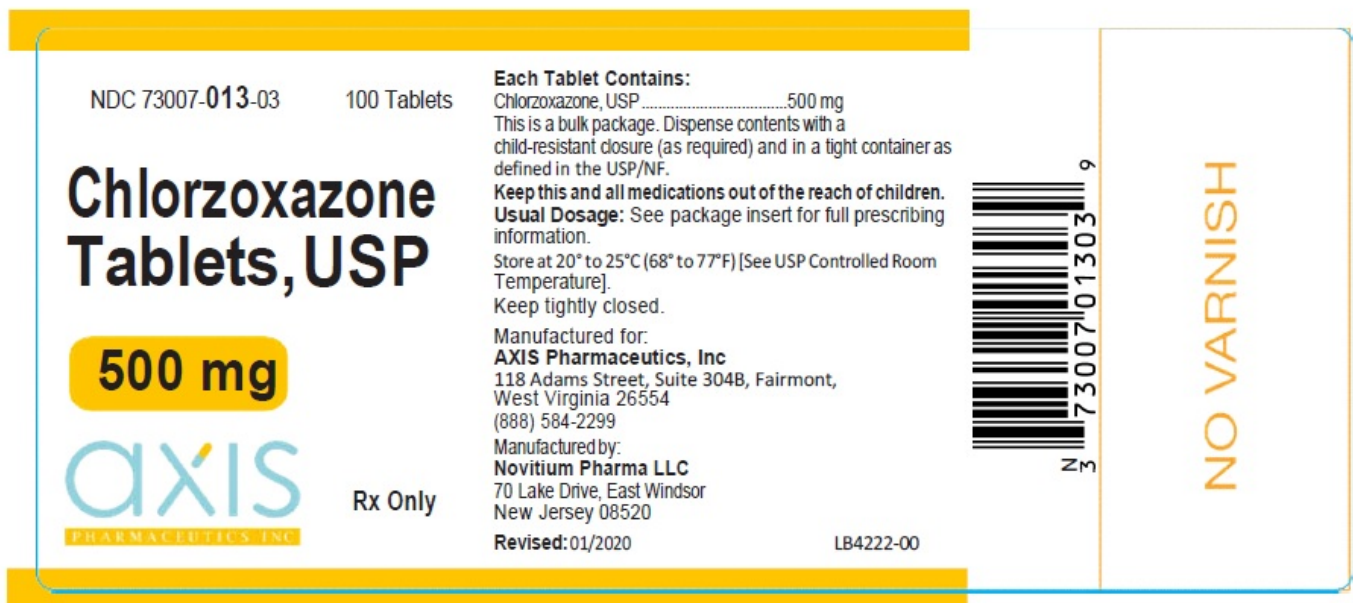 NDC 73007-013-03 100 Tablets
Chlorzoxazone
Tablets, USP
500 mg
axis
PHARMACEUTICS INC
Rx Only
Each Tablet Contains:
Chlorzoxazone, USP....................................500 mg
This is a bulk package. Dispense contents with a
child-resistant closure (as required) and in a tight container as
defined in the USP/NF.
Keep this and all medications out of the reach of children.
Usual Dosage: See package insert for full prescribing
information.
Store at 20° to 25°C (68° to 77°F) [See USP Controlled Room
Temperature].
Keep tightly closed.
Manufactured for:
AXIS Pharmaceutics, Inc
118 Adams Street, Suite 304B, Fairmont,
West Virginia 26554
(888) 584-2299
Manufactured by:
Novitium Pharma LLC
70 Lake Drive, East Windsor
New Jersey 08520
Revised: 01/2020 LB4222-00
N
3 73007 01303 9
NO VARNISH